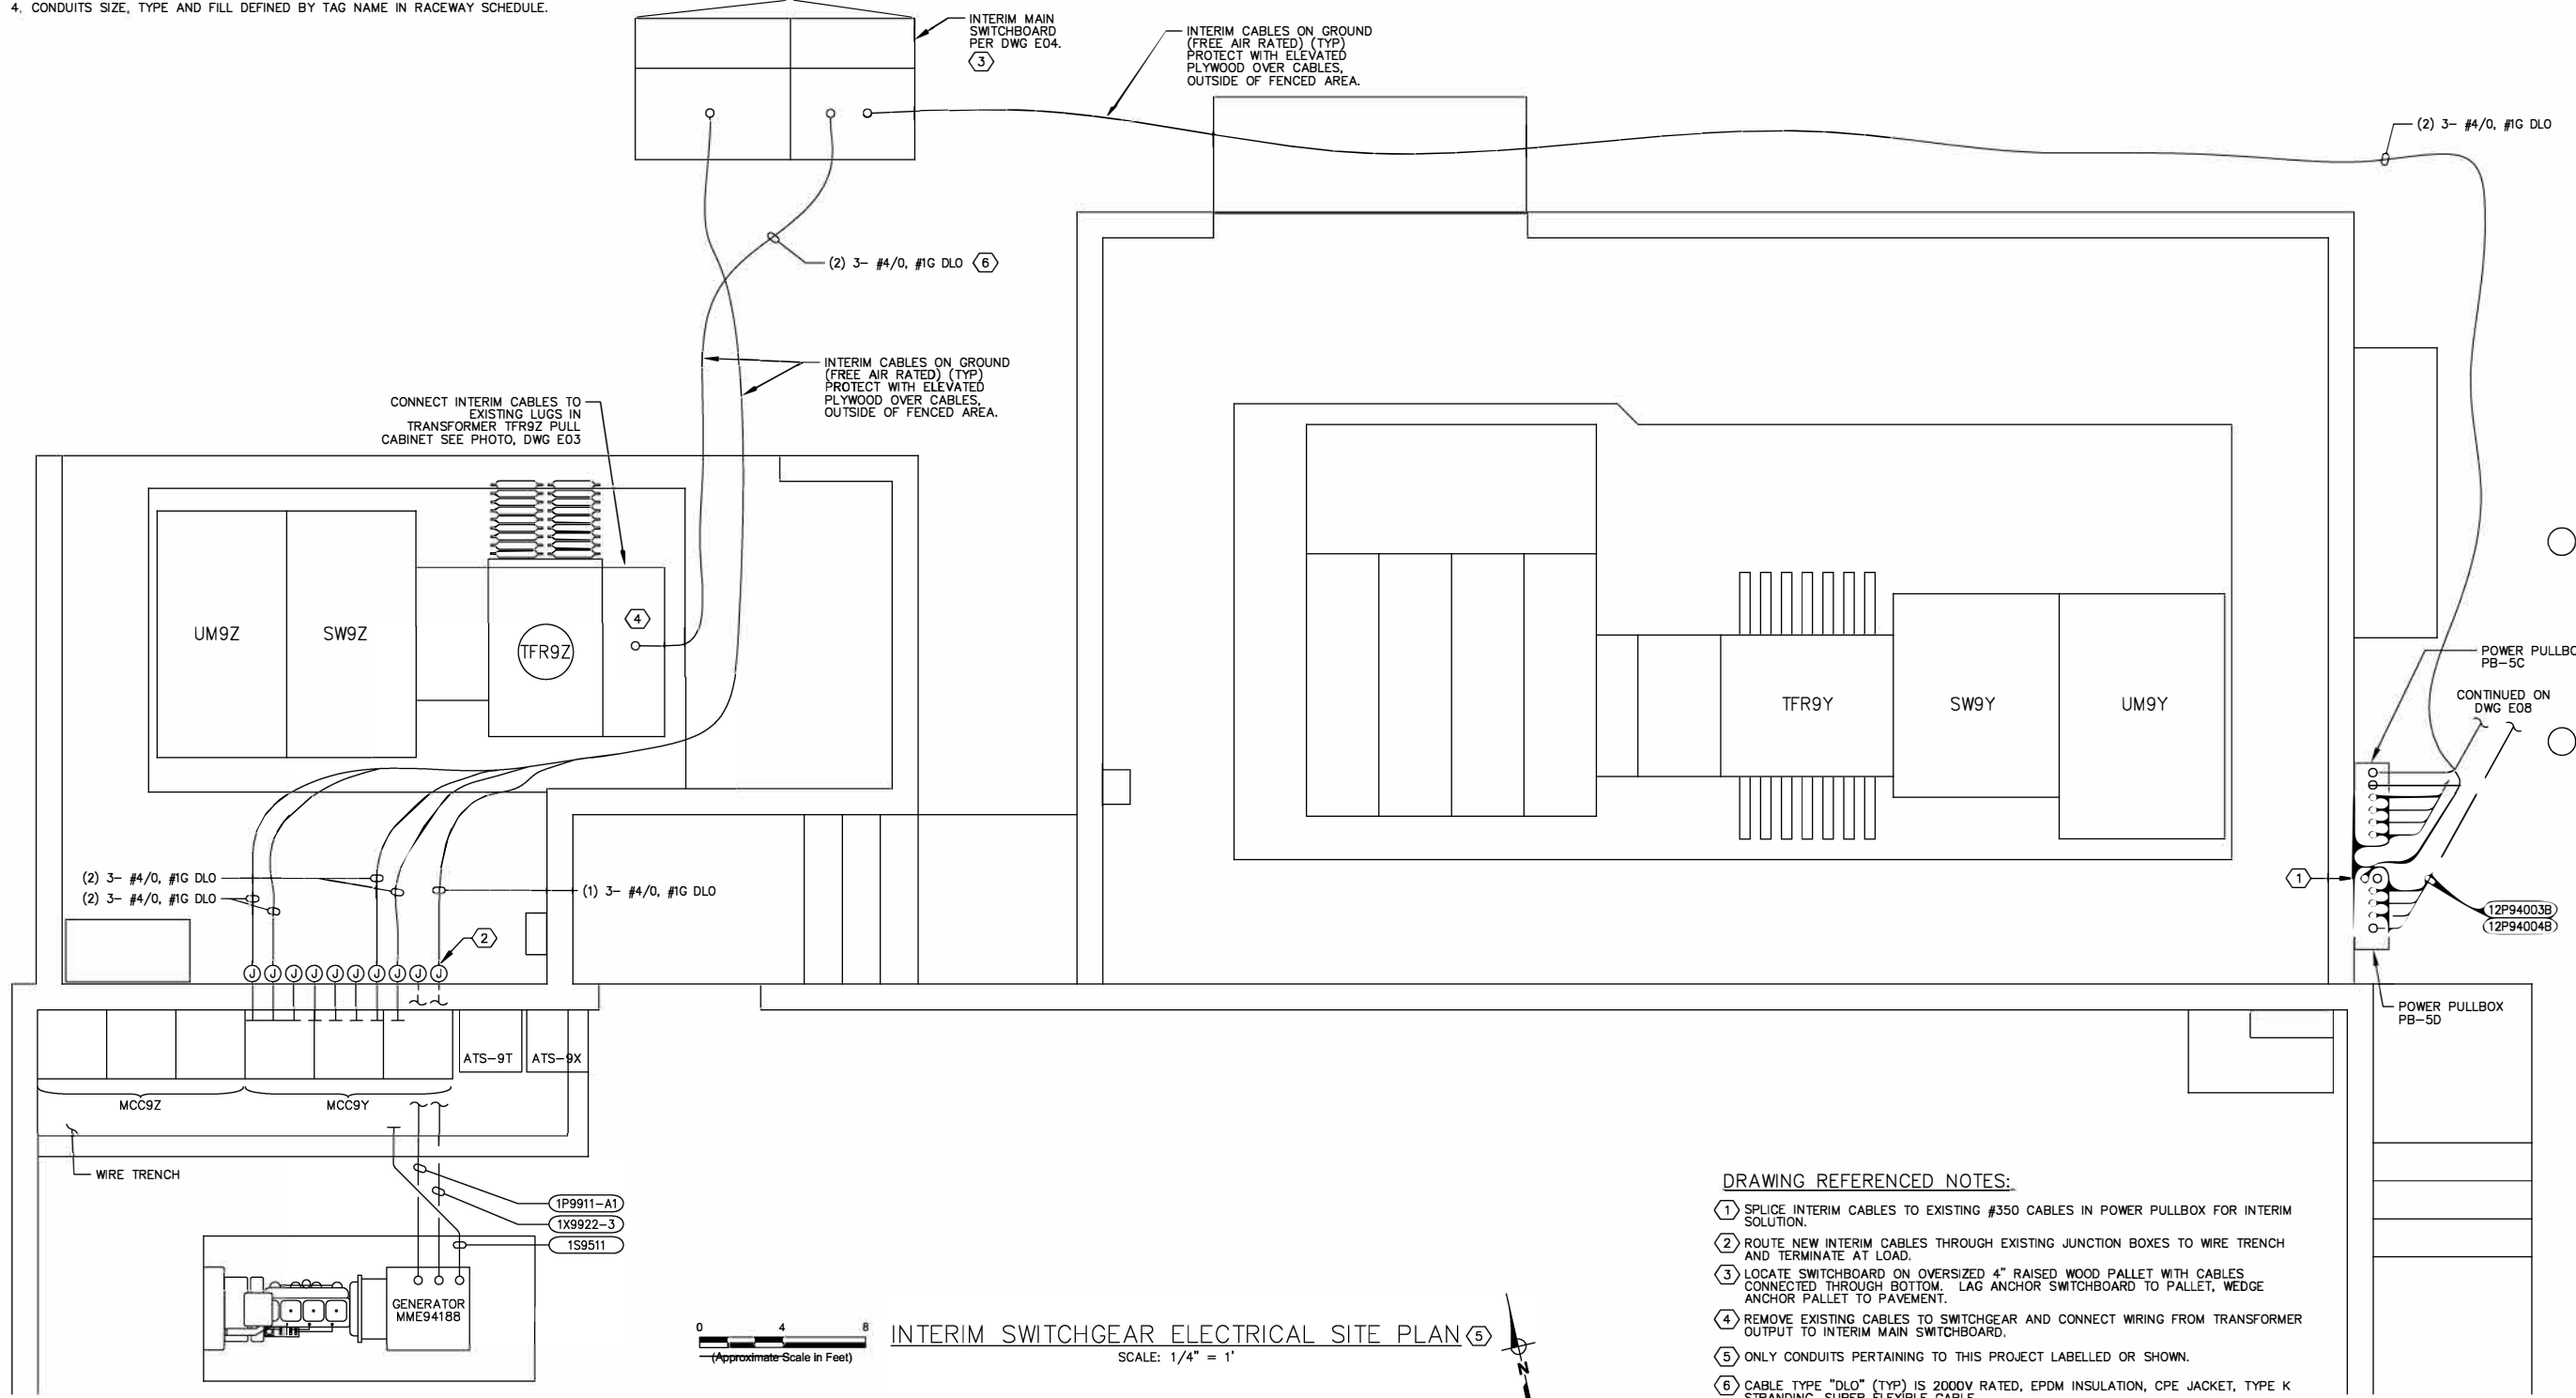 4. CONDUITS SIZE, TYPE AND FILL DEFINED BY TAG NAME IN RACEWAY SCHEDULE.
INTERIM MAIN
SWITCHBOARD
PER DWG E04.
3
INTERIM CABLES ON GROUND
(FREE AIR RATED) (TYP)
PROTECT WITH ELEVATED
PLYWOOD OVER CABLES,
OUTSIDE OF FENCED AREA.
(2) 3- #4/0, #1G DLO
(2) 3- #4/0, #1G DLO 6
INTERIM CABLES ON GROUND
(FREE AIR RATED) (TYP)
PROTECT WITH ELEVATED
PLYWOOD OVER CABLES,
OUTSIDE OF FENCED AREA.
CONNECT INTERIM CABLES TO
EXISTING LUGS IN
TRANSFORMER TFR9Z PULL
CABINET SEE PHOTO, DWG E03
UM9Z
SW9Z
TFR9Z
4
TFR9Y
SW9Y
UM9Y
POWER PULLBO
PB-5C
CONTINUED ON
DWG E08
(2) 3- #4/0, #1G DLO
(2) 3- #4/0, #1G DLO
(1) 3- #4/0, #1G DLO
1
12P94003B
12P94004B
2
J J J J J J J J J J
POWER PULLBOX
PB-5D
ATS-9T
ATS-9X
MCC9Z
MCC9Y
WIRE TRENCH
1P9911-A1
1X9922-3
1S9511
GENERATOR
MME94188
0 4 8
(Approximate Scale in Feet)
INTERIM SWITCHGEAR ELECTRICAL SITE PLAN 5
SCALE: 1/4" = 1'
N
DRAWING REFERENCED NOTES:
1 SPLICE INTERIM CABLES TO EXISTING #350 CABLES IN POWER PULLBOX FOR INTERIM
SOLUTION.
2 ROUTE NEW INTERIM CABLES THROUGH EXISTING JUNCTION BOXES TO WIRE TRENCH
AND TERMINATE AT LOAD.
3 LOCATE SWITCHBOARD ON OVERSIZED 4" RAISED WOOD PALLET WITH CABLES
CONNECTED THROUGH BOTTOM. LAG ANCHOR SWITCHBOARD TO PALLET, WEDGE
ANCHOR PALLET TO PAVEMENT.
4 REMOVE EXISTING CABLES TO SWITCHGEAR AND CONNECT WIRING FROM TRANSFORMER
OUTPUT TO INTERIM MAIN SWITCHBOARD.
5 ONLY CONDUITS PERTAINING TO THIS PROJECT LABELLED OR SHOWN.
6 CABLE TYPE "DLO" (TYP) IS 2000V RATED, EPDM INSULATION, CPE JACKET, TYPE K
STRANDING, SUPER FLEXIBLE CABLE